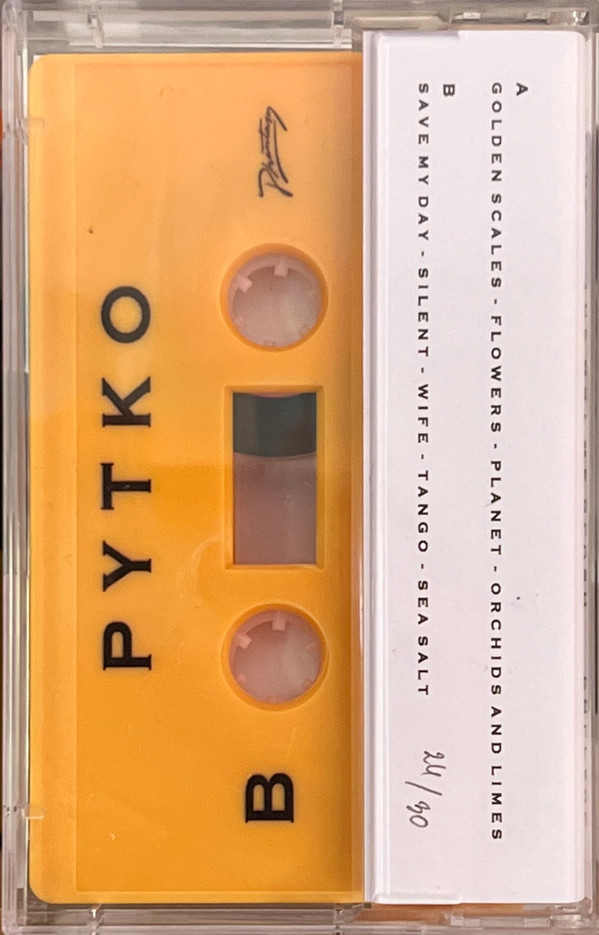 PYTKO
B
A
GOLDEN SCALES - FLOWERS - PLANET - ORCHIDS AND LIMES
B
SAVE MY DAY - SILENT - WIFE - TANGO - SEA SALT
24/30